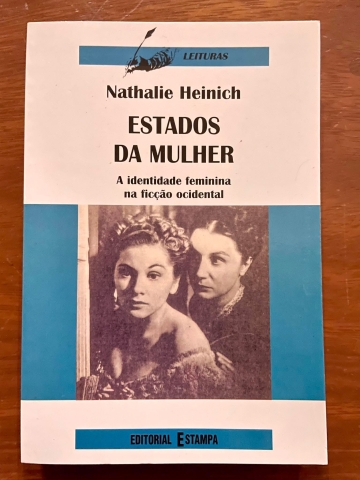 LEITURAS
Nathalie Heinich
ESTADOS
DA MULHER
A identidade feminina
na ficção ocidental
EDITORIAL ESTAMPA